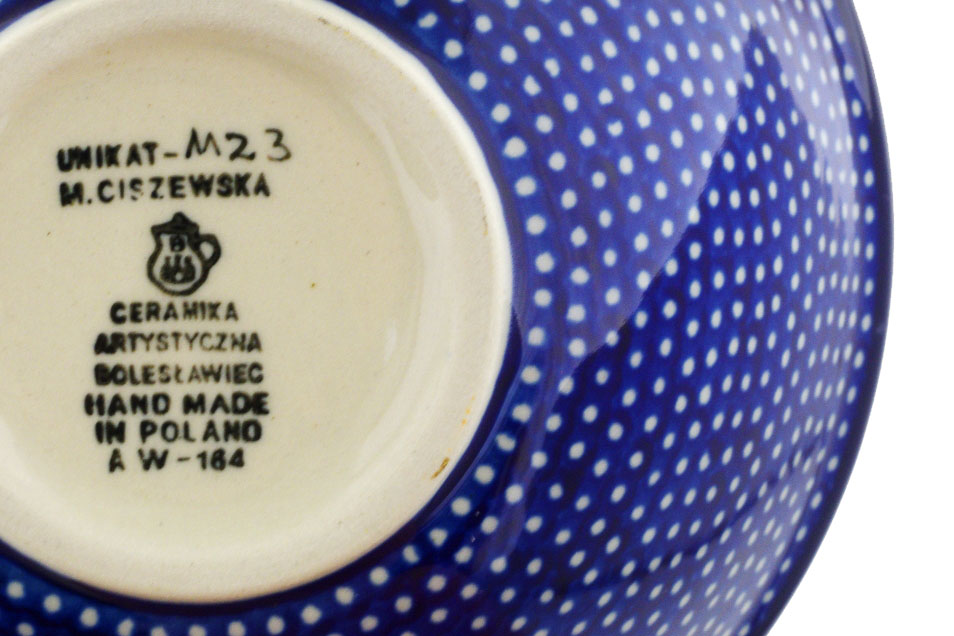 UNIKAT-M23
M. CISZEWSKA
CERAMIKA
ARTYSTYCZNA
BOLESŁAWIEC
HAND MADE
IN POLAND
A W-164